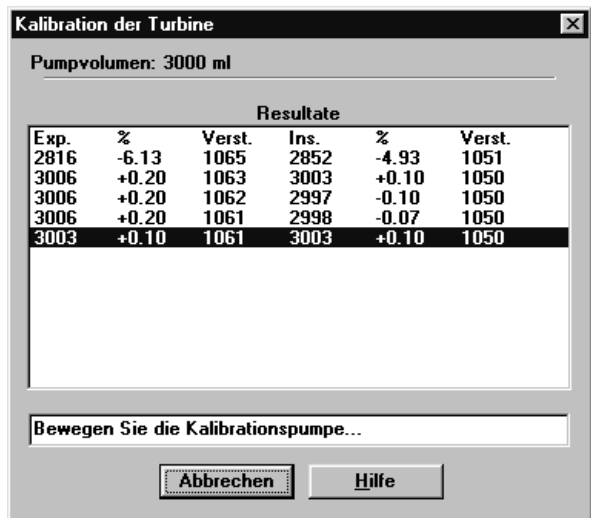 Kalibration der Turbine
Pumpvolumen: 3000 ml
Resultate
Exp. % Verst. Ins. % Verst.
2816 -6.13 1065 2852 -4.93 1051
3006 +0.20 1063 3003 +0.10 1050
3006 +0.20 1062 2997 -0.10 1050
3006 +0.20 1061 2998 -0.07 1050
3003 +0.10 1061 3003 +0.10 1050
Bewegen Sie die Kalibrationspumpe...
Abbrechen Hilfe